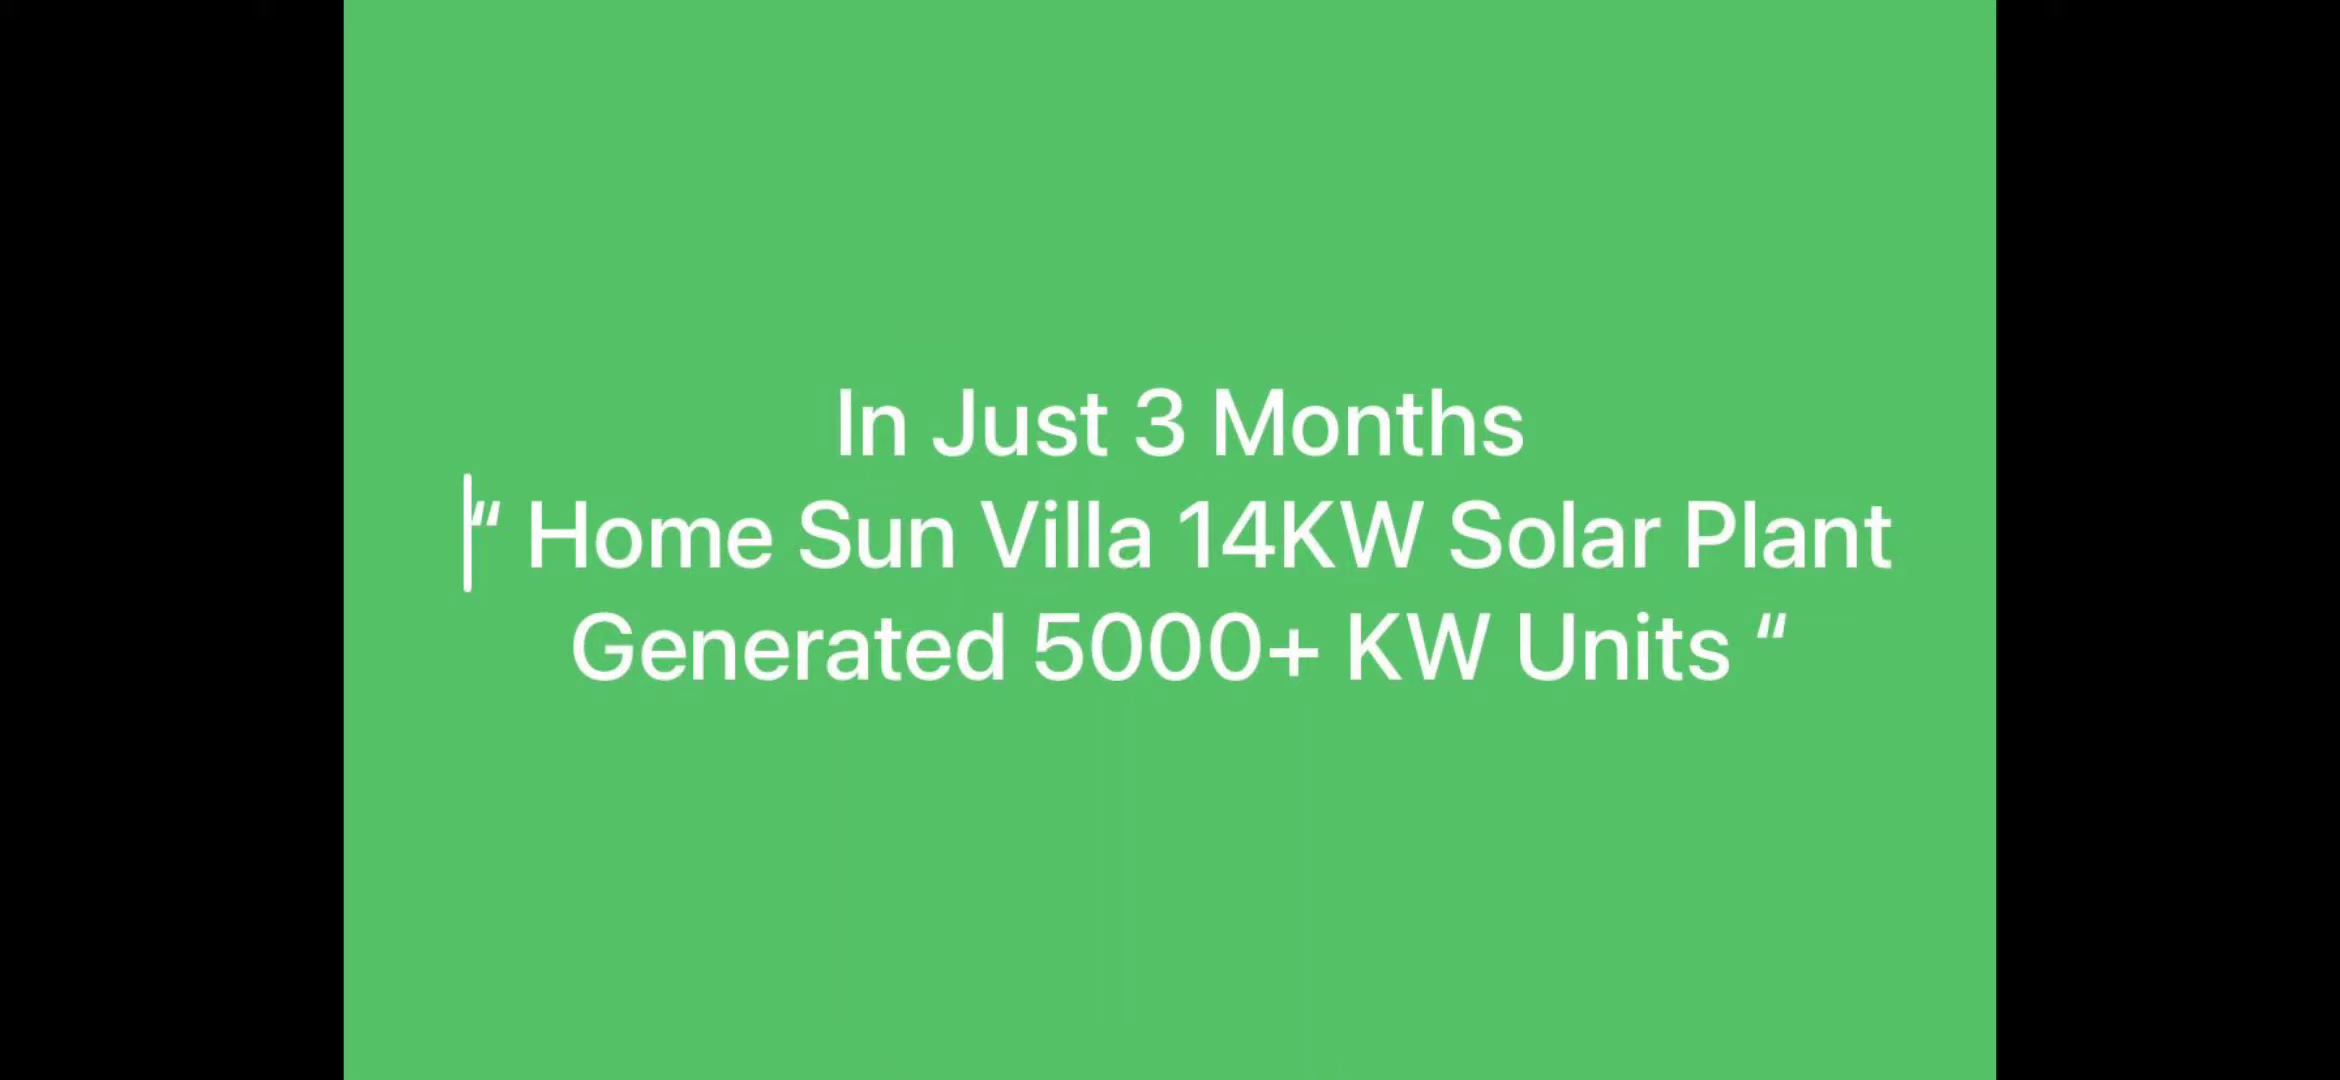 In Just 3 Months
“ Home Sun Villa 14KW Solar Plant
Generated 5000+ KW Units “